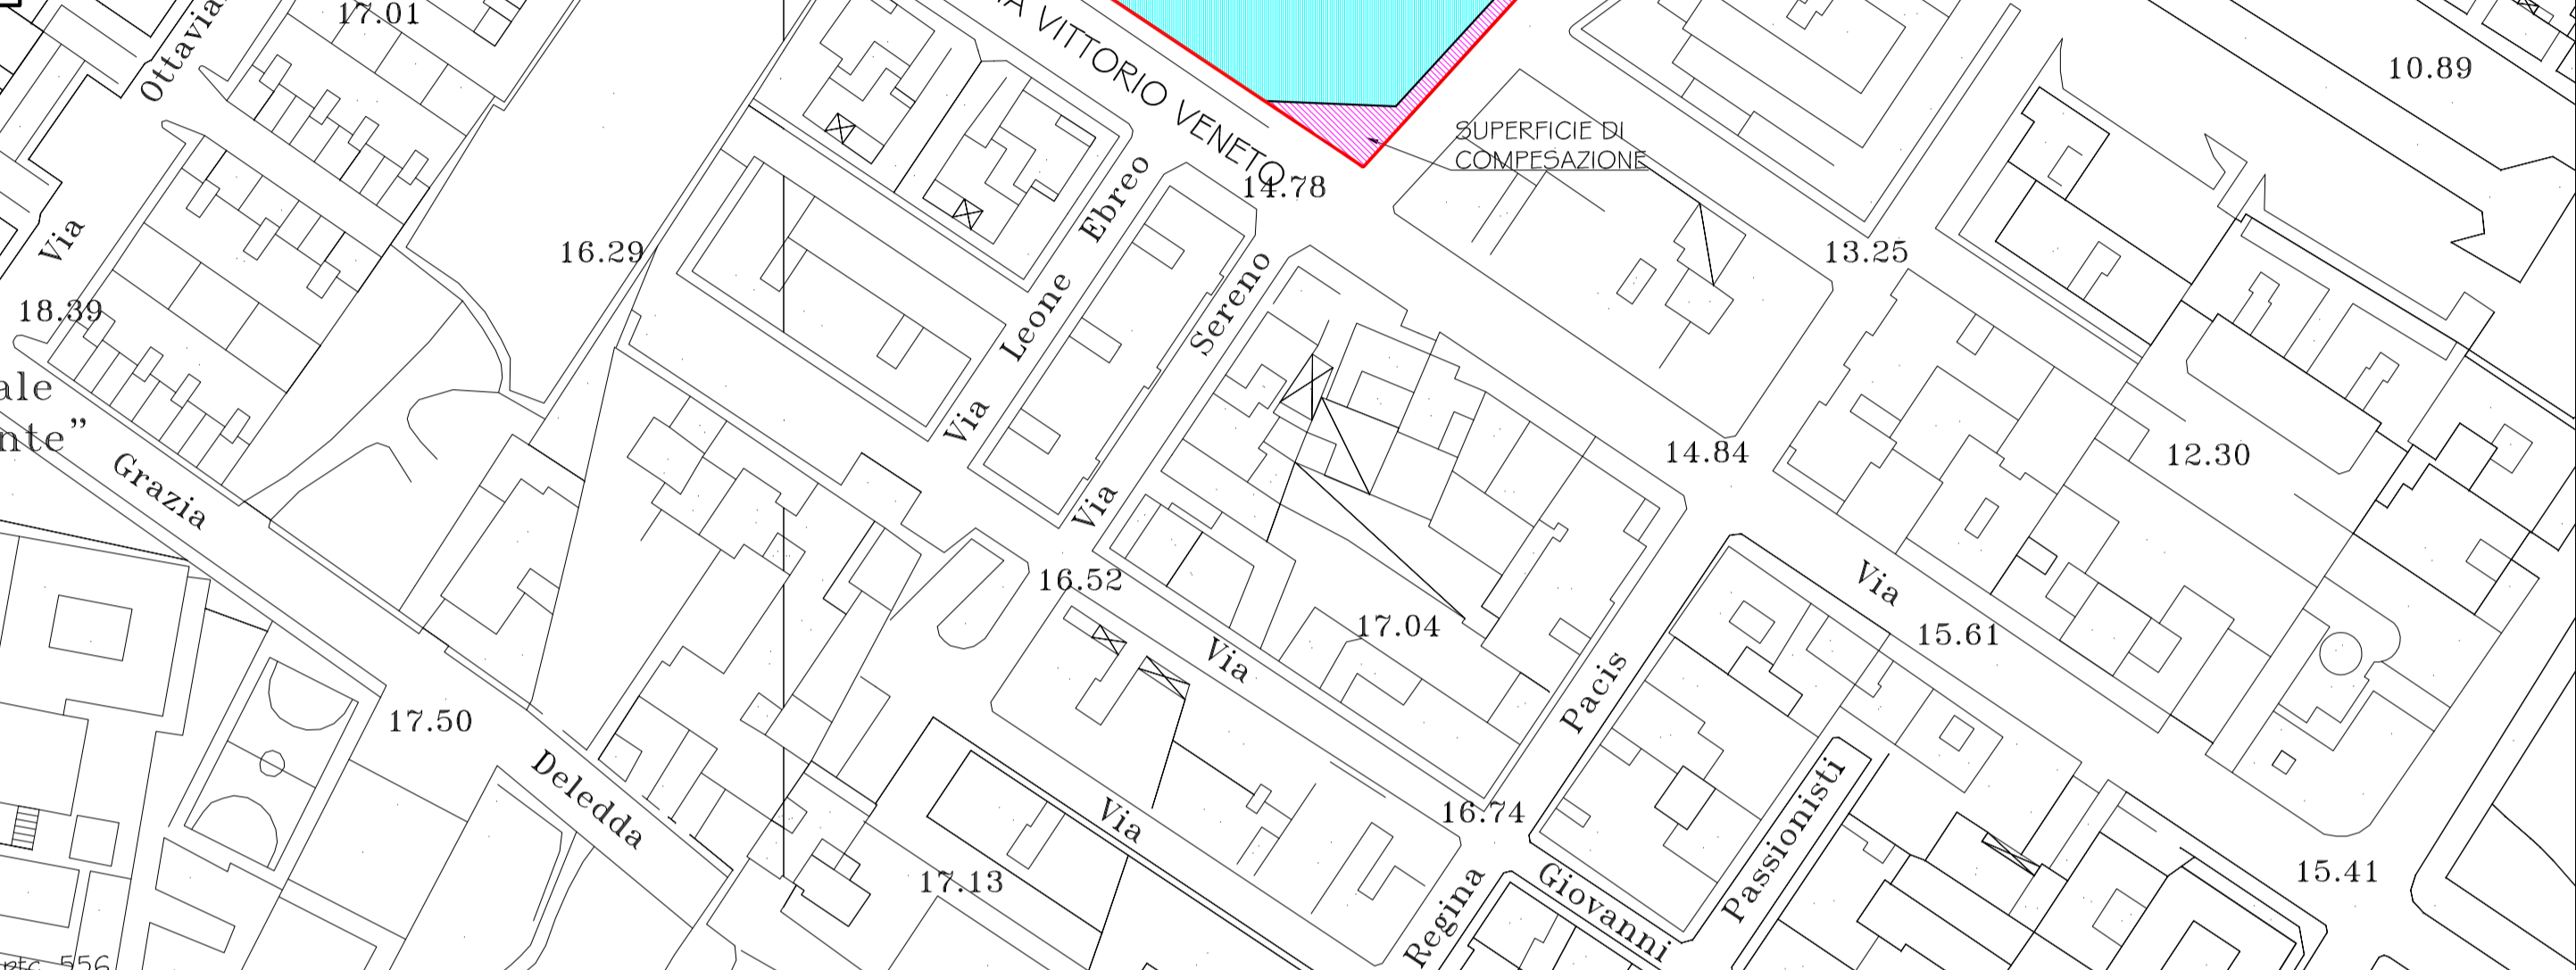 17.01
Ottavia
10.89
VITTORIO VENETO
SUPERFICIE DI
COMPESAZIONE
14.78
Ebreo
Leone
Via
Sereno
Via
16.29
13.25
Via
18.39
ale
nte”
Grazia
14.84
12.30
16.52
Via
15.61
17.04
Via
Pacis
Regina
17.50
Deledda
Via
16.74
Passionisti
Giovanni
17.13
15.41
556